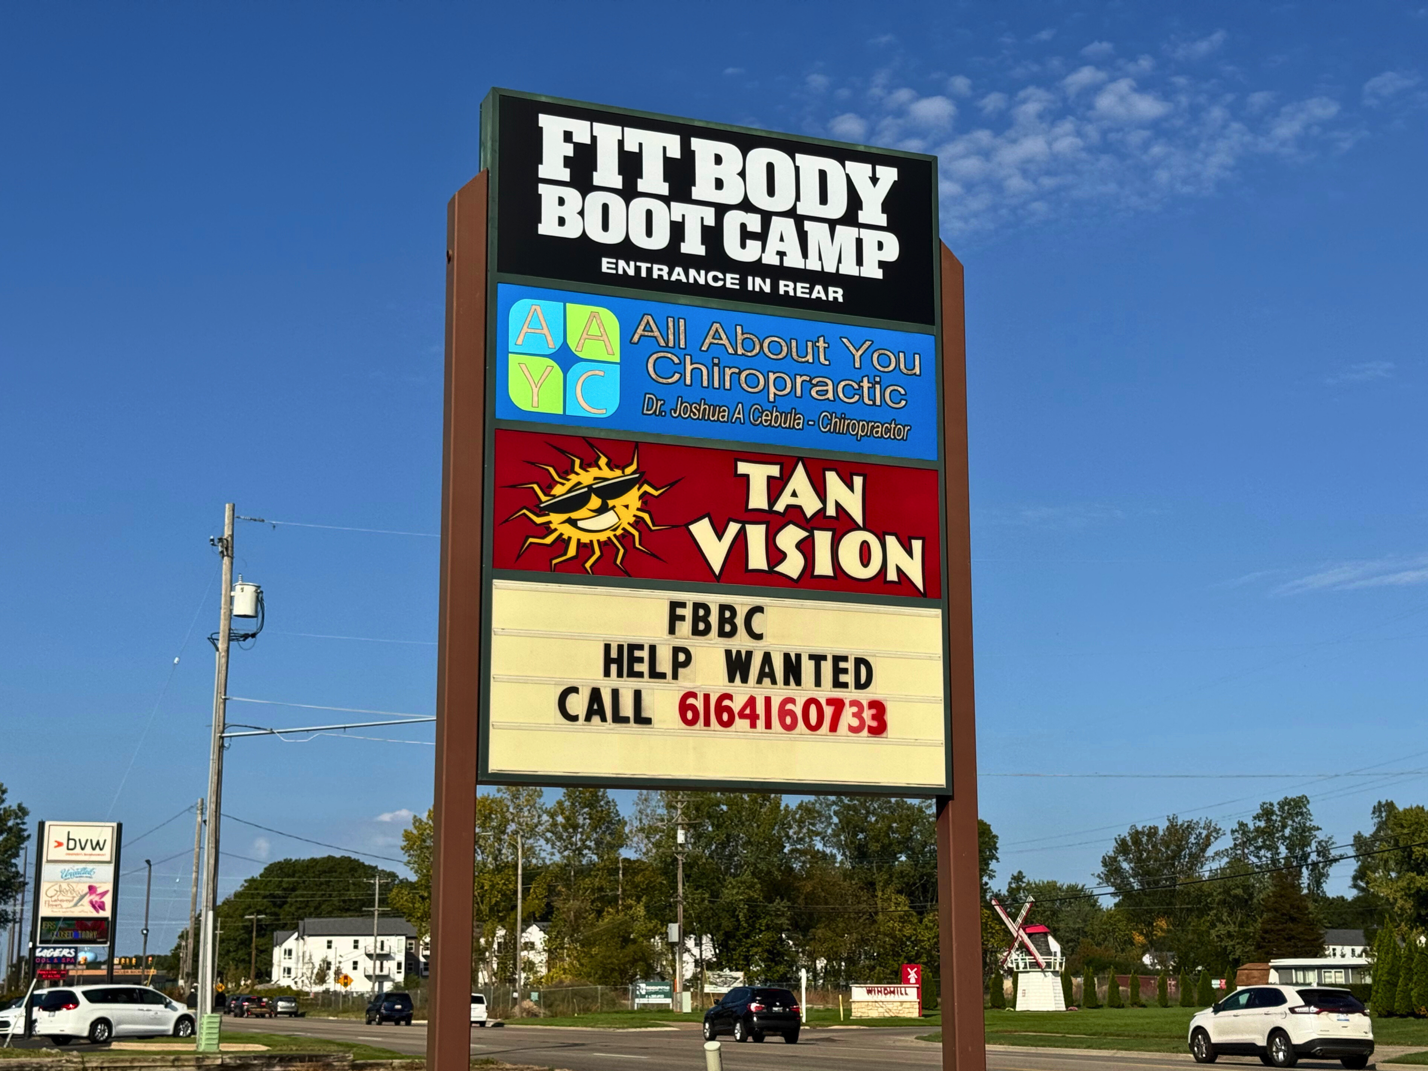 FIT BODY
BOOT CAMP
ENTRANCE IN REAR
A A
Y C
All About You
Chiropractic
Dr. Joshua A Cebula - Chiropractor
TAN
VISION
FBBC
HELP WANTED
CALL 6164160733
bvw
WINDMILL